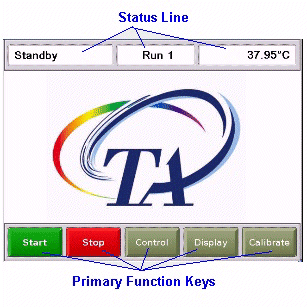 Status Line
Standby Run 1 37.95°C
TA
Start Stop Control Display Calibrate
Primary Function Keys